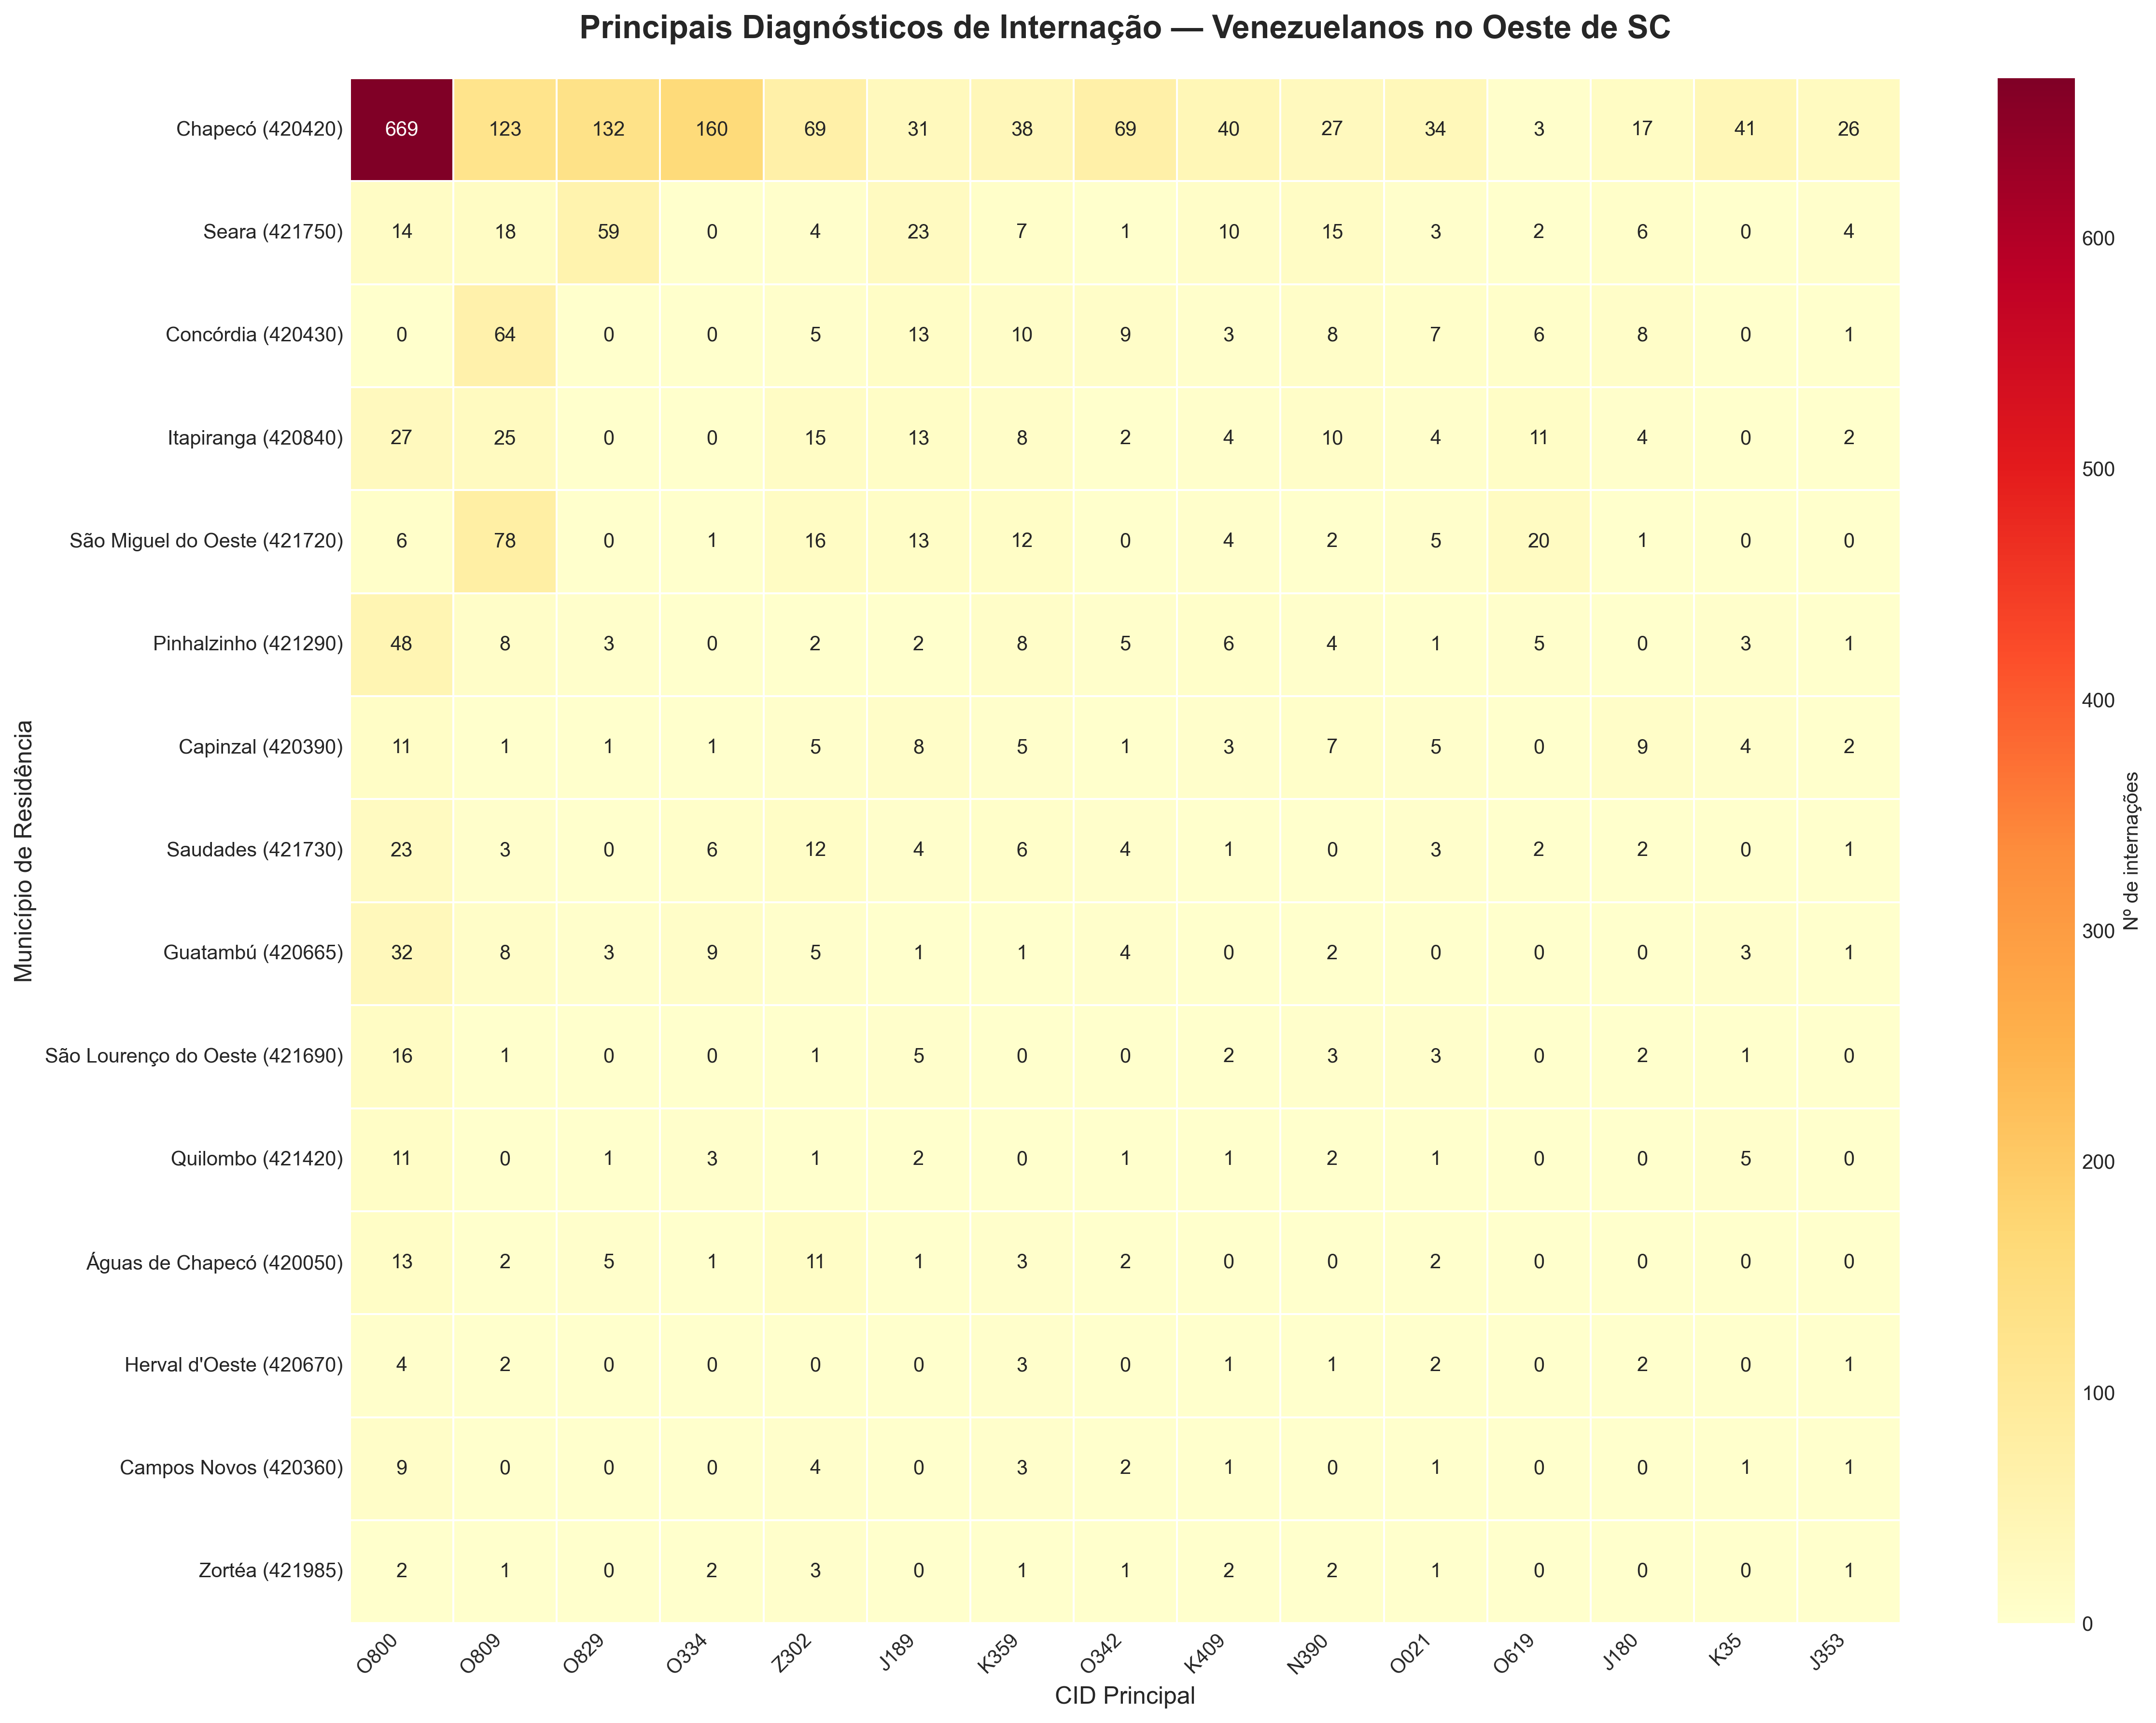 Principais Diagnósticos de Internação — Venezuelanos no Oeste de SC
Município de Residência
Chapecó (420420) 669 123 132 160 69 31 38 69 40 27 34 3 17 41 26
Seara (421750) 14 18 59 0 4 23 7 1 10 15 3 2 6 0 4
Concórdia (420430) 0 64 0 0 5 13 10 9 3 8 7 6 8 0 1
Itapiranga (420840) 27 25 0 0 15 13 8 2 4 10 4 11 4 0 2
São Miguel do Oeste (421720) 6 78 0 1 16 13 12 0 4 2 5 20 1 0 0
Pinhalzinho (421290) 48 8 3 0 2 2 8 5 6 4 1 5 0 3 1
Capinzal (420390) 11 1 1 1 5 8 5 1 3 7 5 0 9 4 2
Saudades (421730) 23 3 0 6 12 4 6 4 1 0 3 2 2 0 1
Guatambú (420665) 32 8 3 9 5 1 1 4 0 2 0 0 0 3 1
São Lourenço do Oeste (421690) 16 1 0 0 1 5 0 0 2 3 3 0 2 1 0
Quilombo (421420) 11 0 1 3 1 2 0 1 1 2 1 0 0 5 0
Águas de Chapecó (420050) 13 2 5 1 11 1 3 2 0 0 2 0 0 0 0
Herval d'Oeste (420670) 4 2 0 0 0 0 3 0 1 1 2 0 2 0 1
Campos Novos (420360) 9 0 0 0 4 0 3 2 1 0 1 0 0 1 1
Zortéa (421985) 2 1 0 2 3 0 1 1 2 2 1 0 0 0 1
O800 O809 O829 O334 Z302 J189 K359 O342 K409 N390 O021 O619 J180 K35 J353
CID Principal
600
500
400
300
200
100
0
Nº de internações